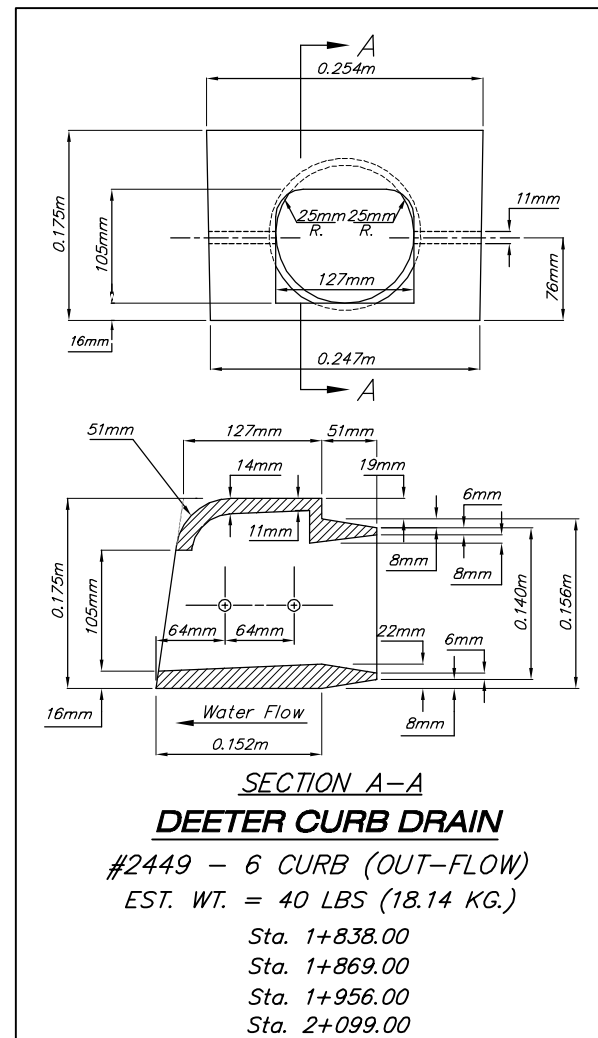 A
0.254m
0.175m
105mm
16mm
25mm R.
25mm R.
127mm
11mm
76mm
0.247m
A
51mm
127mm
51mm
14mm
19mm
11mm
6mm
8mm
8mm
0.175m
105mm
16mm
64mm
64mm
22mm
6mm
8mm
0.140m
0.156m
Water Flow
0.152m
SECTION A-A
DEETER CURB DRAIN
#2449 - 6 CURB (OUT-FLOW)
EST. WT. = 40 LBS (18.14 KG.)
Sta. 1+838.00
Sta. 1+869.00
Sta. 1+956.00
Sta. 2+099.00